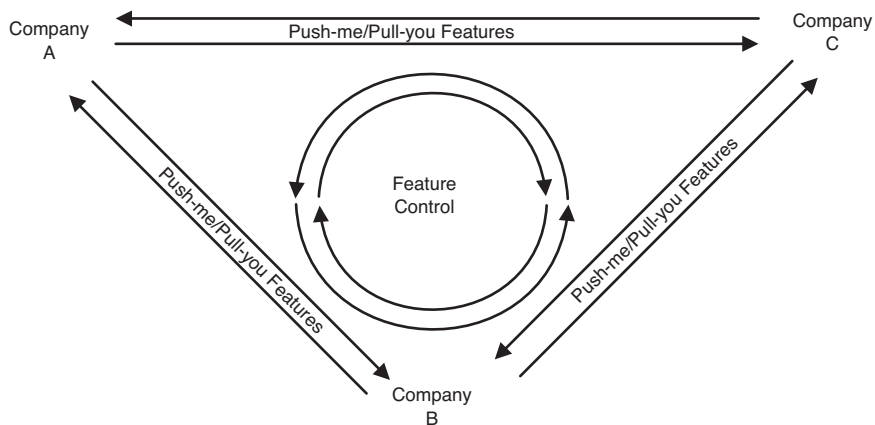 Company
A
Push-me/Pull-you Features
Company
C
Push-me/Pull-you Features
Feature
Control
Push-me/Pull-you Features
Company
B